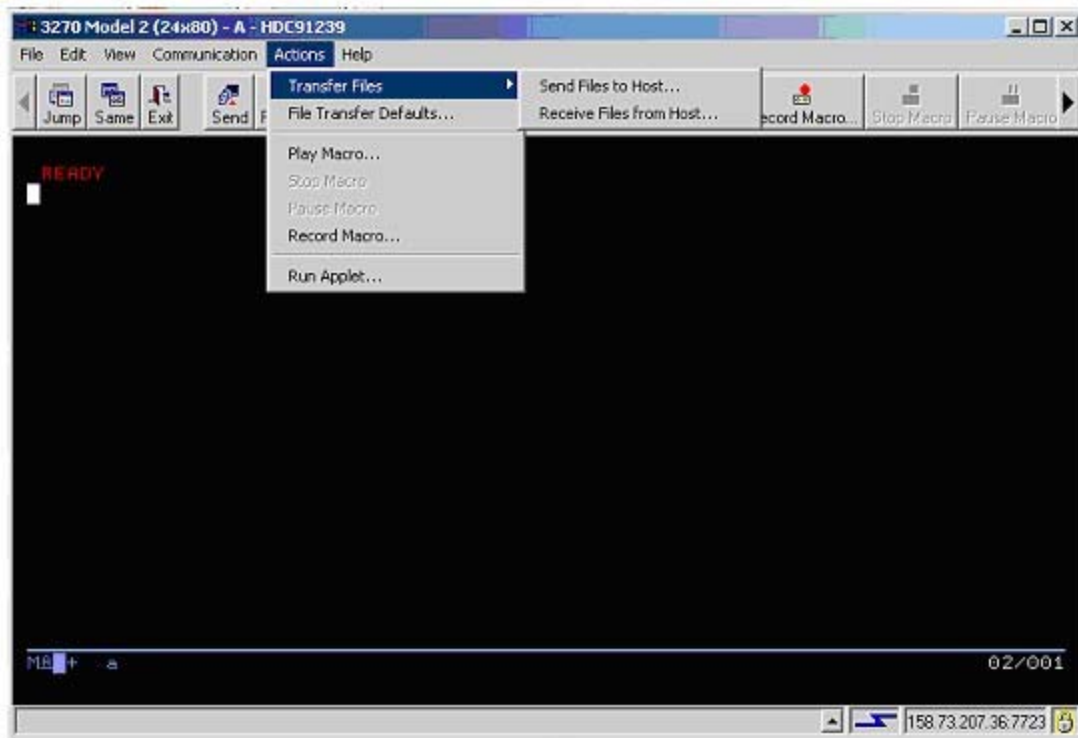 3270 Model 2 (24x80) - A - HDC91239
File Edit View Communication Actions Help
Jump Same Exit Send ecord Macro... Stop Macro Pause Macro
Transfer Files
File Transfer Defaults...
Play Macro...
Stop Macro
Pause Macro
Record Macro...
Run Applet...
Send Files to Host...
Receive Files from Host...
READY
MA + a 02/001
158.73.207.36:7723